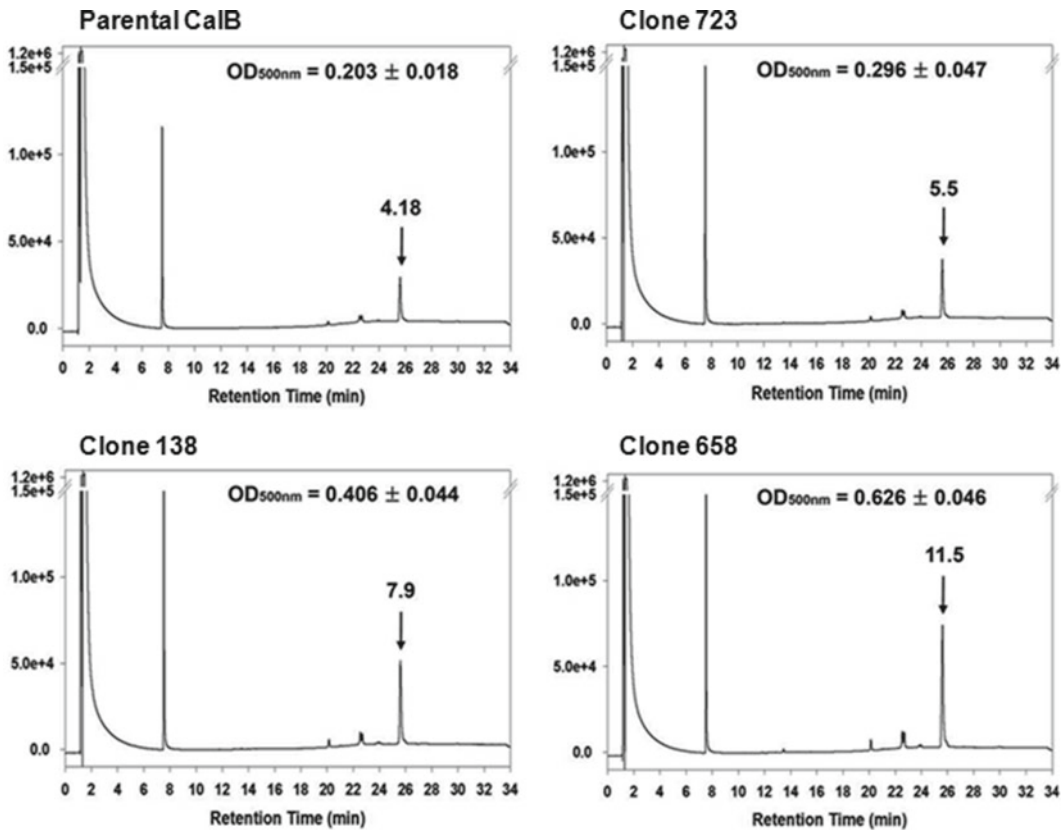 Parental CalB
1.2e+6
1.5e+5
OD500nm = 0.203 ± 0.018
1.0e+5
4.18
5.0e+4
0.0
0 2 4 6 8 10 12 14 16 18 20 22 24 26 28 30 32 34
Retention Time (min)
Clone 723
1.2e+6
1.5e+5
OD500nm = 0.296 ± 0.047
1.0e+5
5.5
5.0e+4
0.0
0 2 4 6 8 10 12 14 16 18 20 22 24 26 28 30 32 34
Retention Time (min)
Clone 138
1.2e+6
1.5e+5
OD500nm = 0.406 ± 0.044
1.0e+5
7.9
5.0e+4
0.0
0 2 4 6 8 10 12 14 16 18 20 22 24 26 28 30 32 34
Retention Time (min)
Clone 658
1.2e+6
1.5e+5
OD500nm = 0.626 ± 0.046
11.5
1.0e+5
5.0e+4
0.0
0 2 4 6 8 10 12 14 16 18 20 22 24 26 28 30 32 34
Retention Time (min)